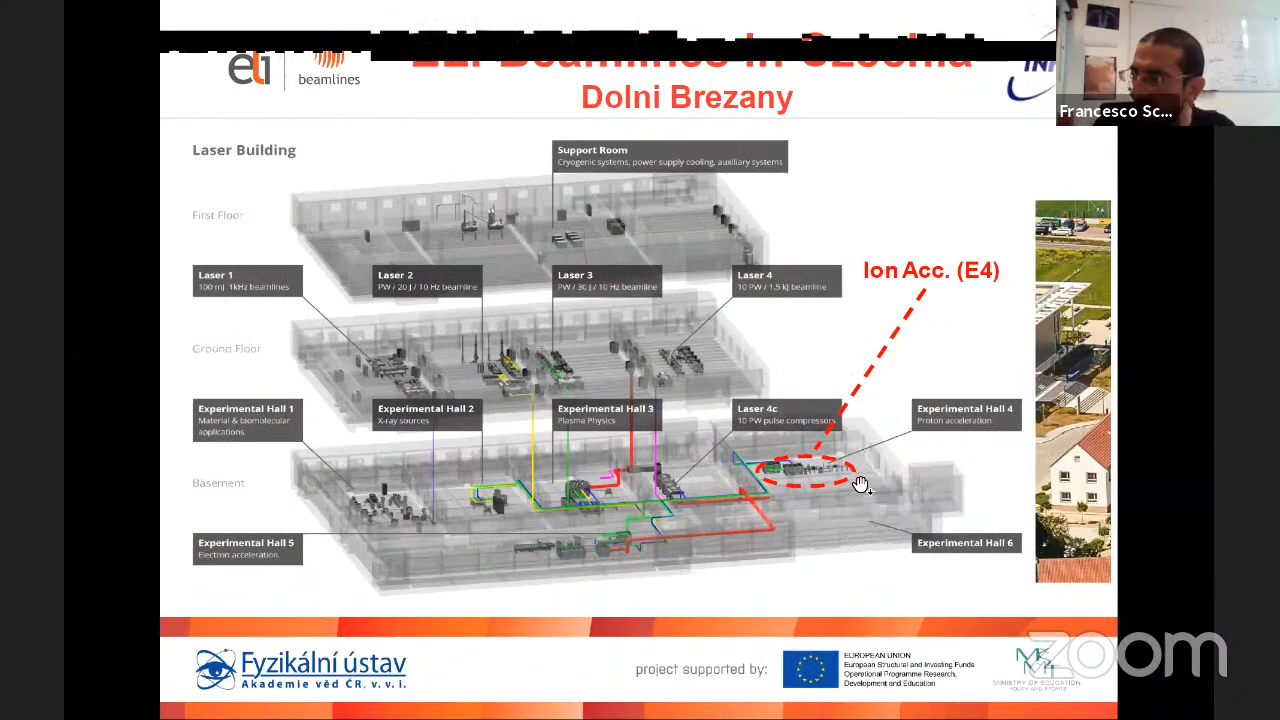 ELI Beamlines in Czechia
eli beamlines
Dolni Brezany
Francesco Sc...
Laser Building
Support Room
Cryogenic systems, power supply cooling, auxiliary systems
First Floor
Ion Acc. (E4)
Laser 1
100 mJ 1kHz beamlines
Laser 2
PW / 20 J / 10 Hz beamline
Laser 3
PW / 30 J / 10 Hz beamline
Laser 4
10 PW / 1.5 kJ beamline
Ground Floor
Experimental Hall 1
Material & biomolecular
applications
Experimental Hall 2
X-ray sources
Experimental Hall 3
Plasma Physics
Laser 4c
10 PW pulse compressors
Experimental Hall 4
Proton acceleration
Basement
Experimental Hall 5
Electron acceleration
Experimental Hall 6
Fyzikální ústav
Akademie věd ČR, v. v. i.
project supported by:
EUROPEAN UNION
European Structural and Investing Funds
Operational Programme Research,
Development and Education
MINISTRY OF EDUCATION
YOUTH AND SPORTS
zoom